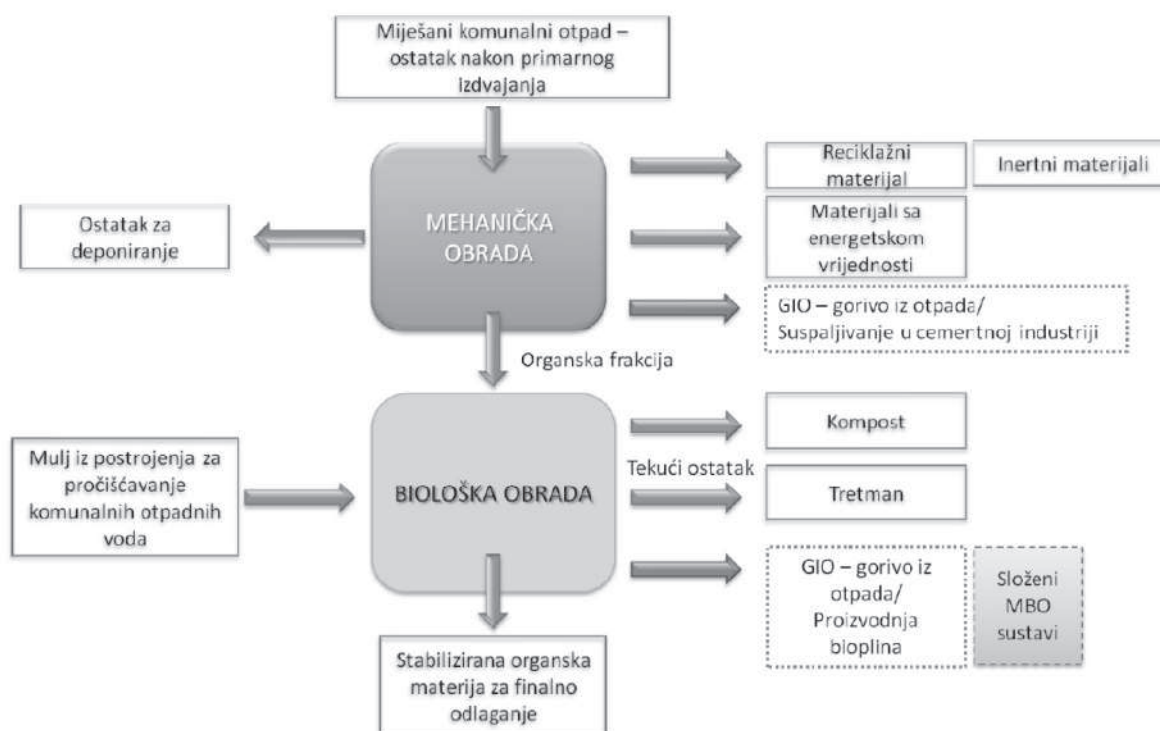 Miješani komunalni otpad –
ostatak nakon primarnog
izdvajanja
Reciklažni
materijal
Inertni materijali
Ostatak za
deponiranje
MEHANIČKA
OBRADA
Materijali sa
energetskom
vrijednosti
GIO – gorivo iz otpada/
Suspaljivanje u cementnoj industriji
Organska frakcija
Kompost
Mulj iz postrojenja za
pročišćavanje
komunalnih otpadnih
voda
BIOLOŠKA OBRADA
Tekući ostatak
Tretman
GIO – gorivo iz
otpada/
Proizvodnja
bioplina
Složeni
MBO
sustavi
Stabilizirana organska
materija za finalno
odlaganje